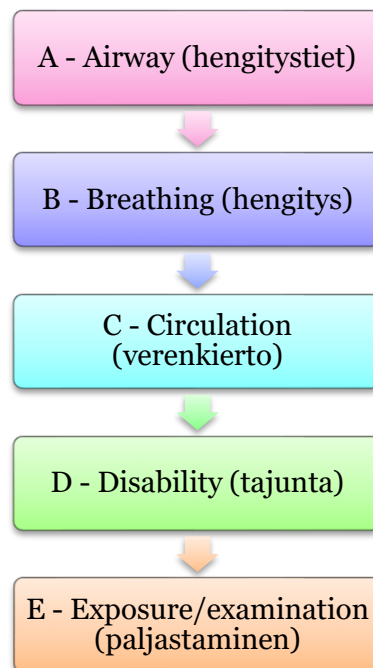 A - Airway (hengitystiet)
B - Breathing (hengitys)
C - Circulation
(verenkierto)
D - Disability (tajunta)
E - Exposure/examination
(paljastaminen)